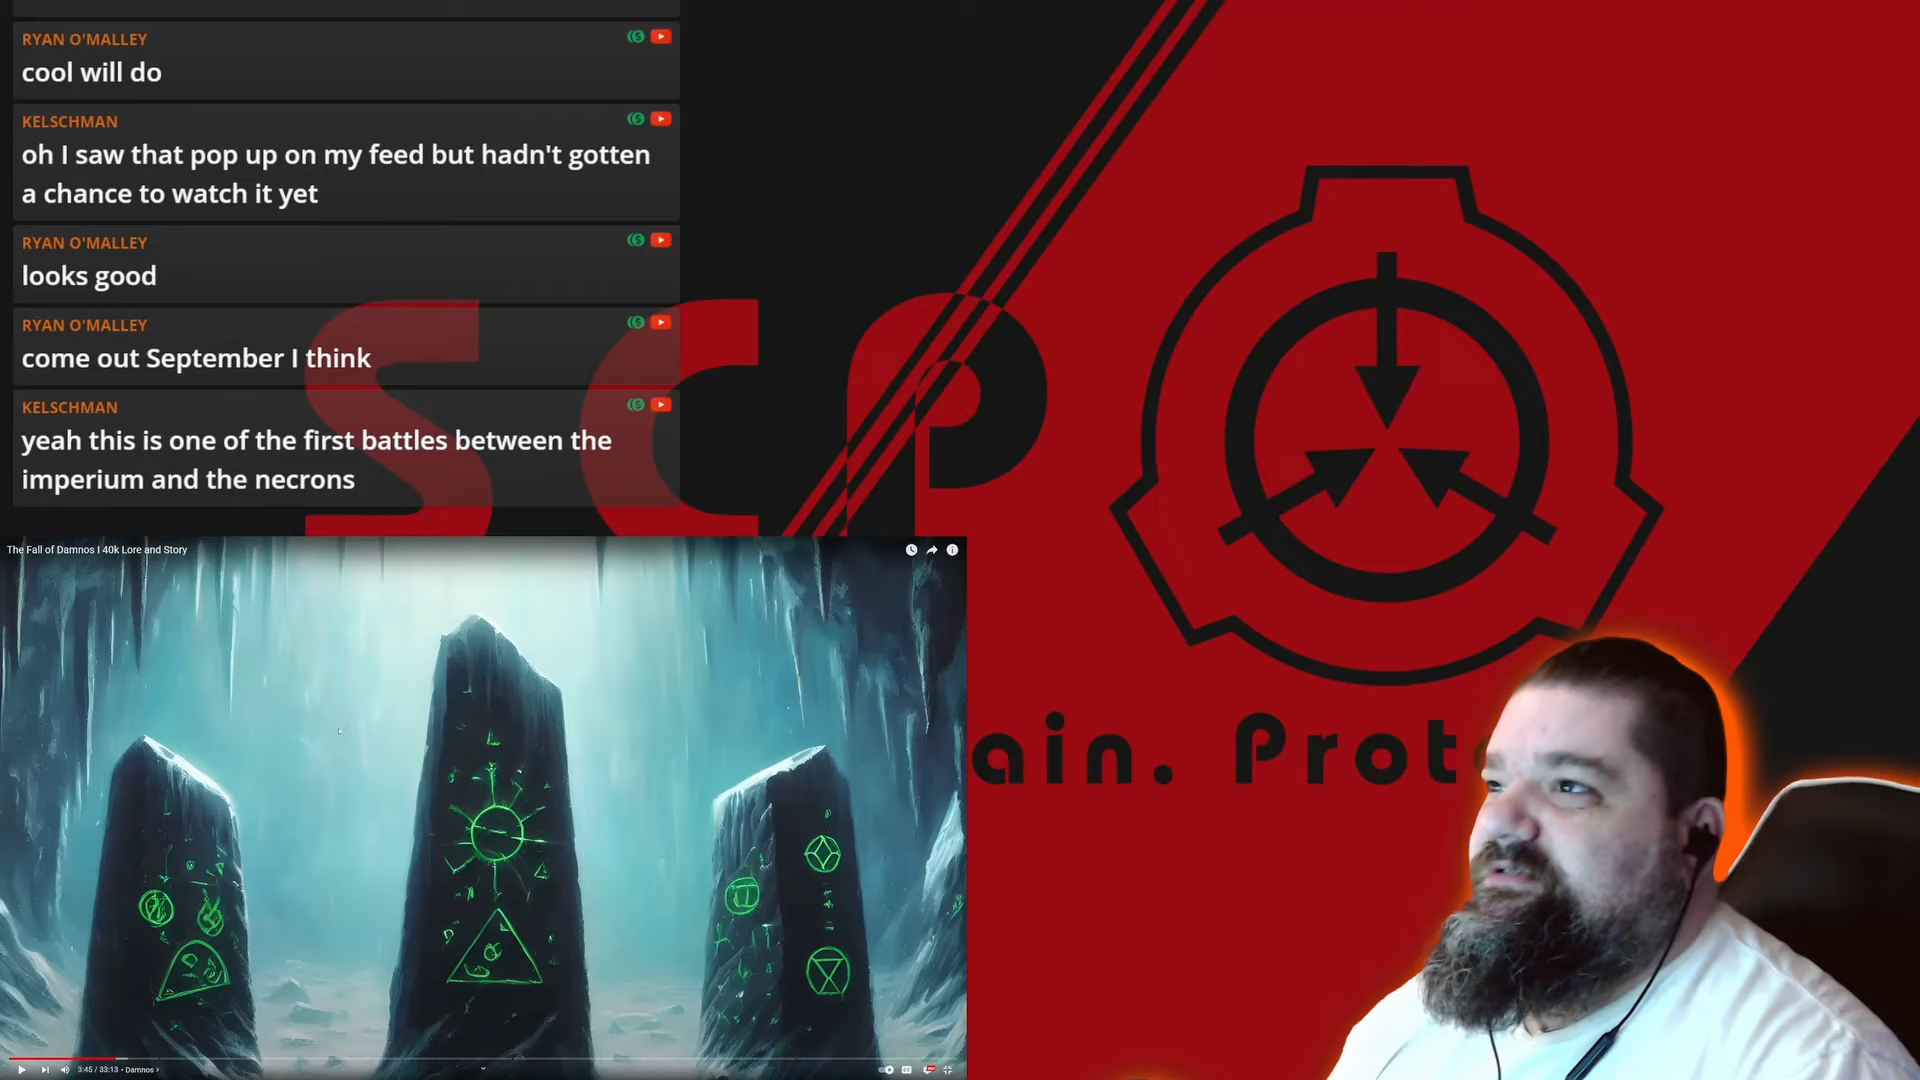 RYAN O'MALLEY
cool will do
KELSCHMAN
oh I saw that pop up on my feed but hadn't gotten
a chance to watch it yet
RYAN O'MALLEY
looks good
RYAN O'MALLEY
come out September I think
KELSCHMAN
yeah this is one of the first battles between the
imperium and the necrons
SCP
The Fall of Damnos I 40k Lore and Story
ain. Prot
3:45 / 33:13 • Damnos >